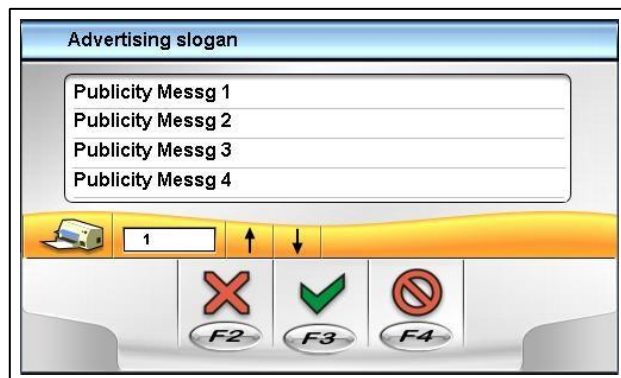 Advertising slogan
Publicity Messg 1
Publicity Messg 2
Publicity Messg 3
Publicity Messg 4
1
F2 F3 F4